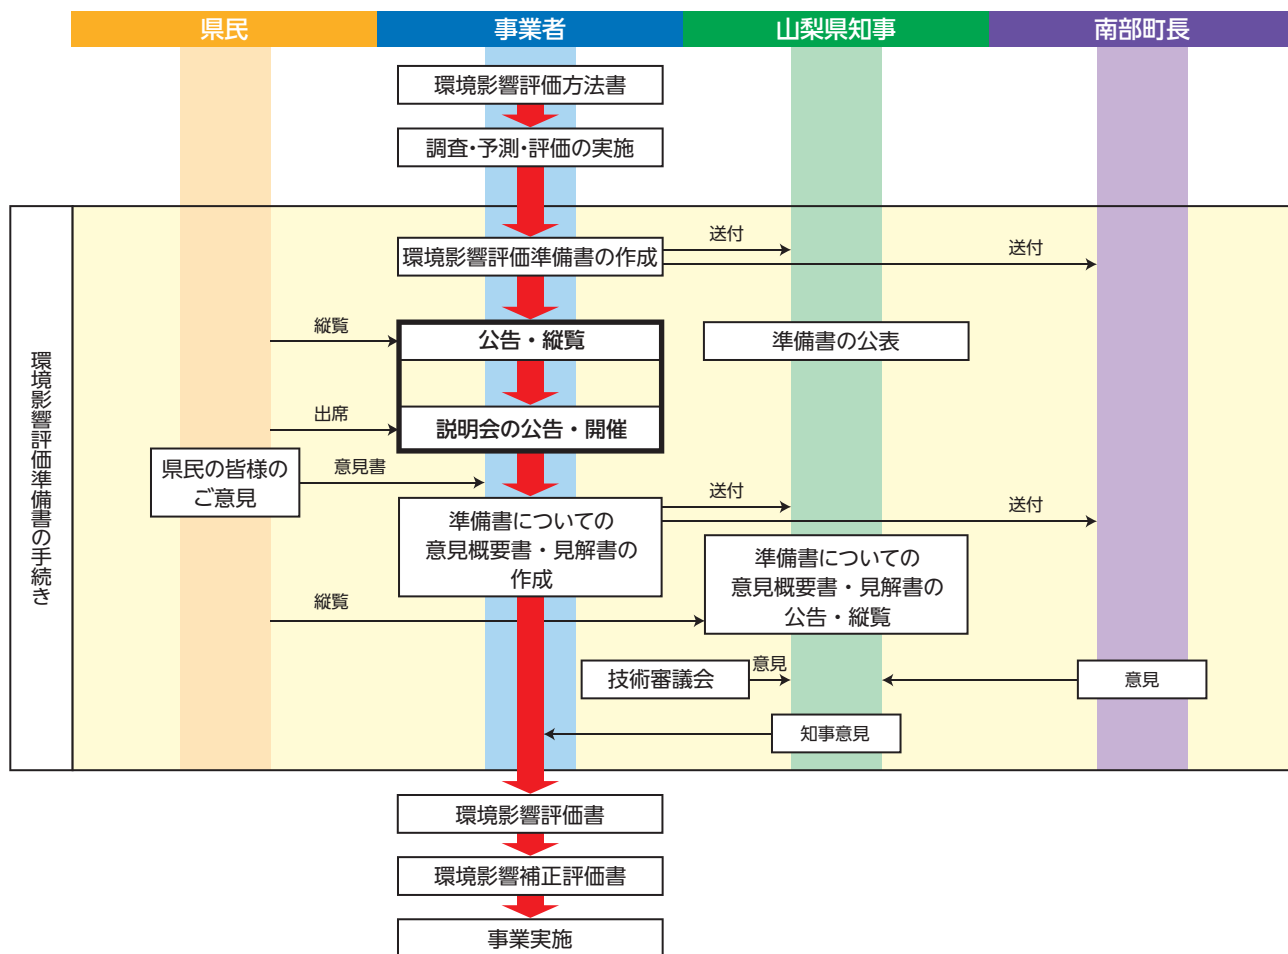 県民
事業者
山梨県知事
南部町長
環境影響評価方法書
調査・予測・評価の実施
環境影響評価準備書の手続き
環境影響評価準備書の作成
送付
送付
縦覧
公告・縦覧
準備書の公表
出席
説明会の公告・開催
県民の皆様の
ご意見
意見書
準備書についての
意見概要書・見解書の
作成
送付
送付
準備書についての
意見概要書・見解書の
公告・縦覧
縦覧
技術審議会
意見
意見
知事意見
環境影響評価書
環境影響補正評価書
事業実施